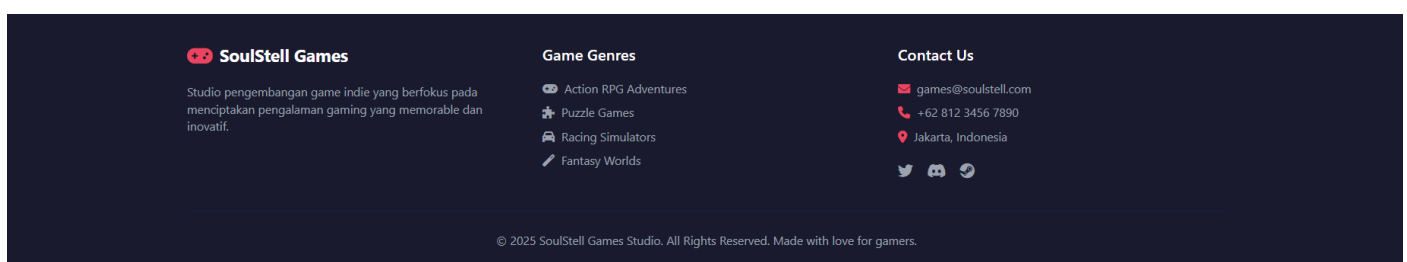 SoulStell Games
Studio pengembangan game indie yang berfokus pada
menciptakan pengalaman gaming yang memorable dan
inovatif.
Game Genres
Action RPG Adventures
Puzzle Games
Racing Simulators
Fantasy Worlds
Contact Us
games@soulstell.com
+62 812 3456 7890
Jakarta, Indonesia
© 2025 SoulStell Games Studio. All Rights Reserved. Made with love for gamers.